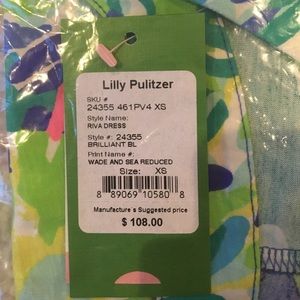 Lilly Pulitzer
SKU #
24355 461PV4 XS
Style Name:
RIVA DRESS
Style #: 24355
BRILLIANT BL
Print Name #:
WADE AND SEA REDUCED
Size: XS
8 89069 10580 8
Manufacture's Suggested price
$ 108.00